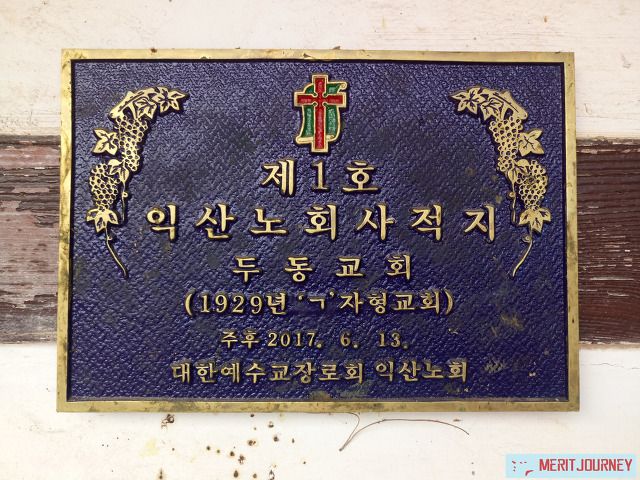 제1호
익산노회사적지
두동교회
(1929년 'ㄱ'자형교회)
주후 2017. 6. 13.
대한예수교장로회 익산노회
MERITJOURNEY